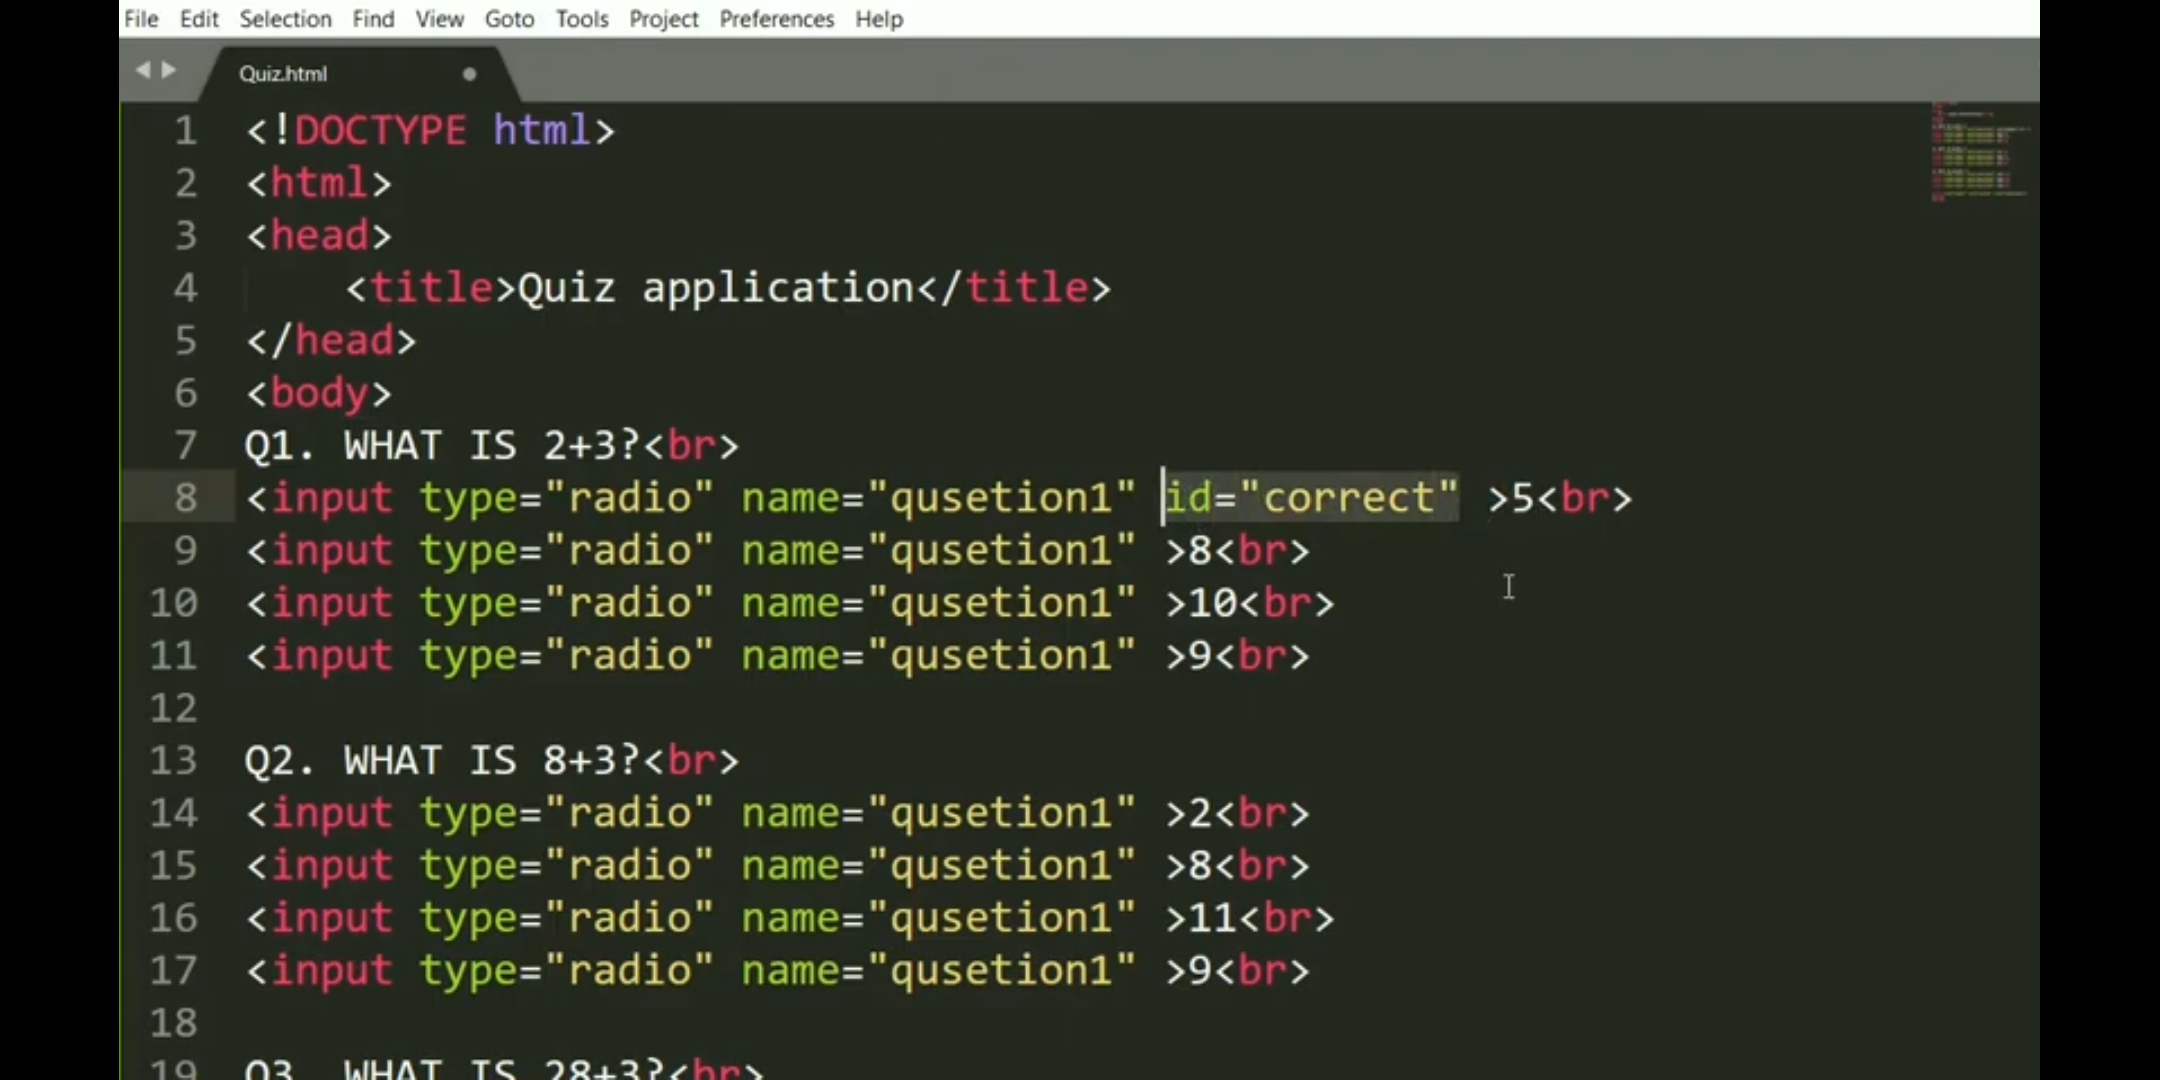 File Edit Selection Find View Goto Tools Project Preferences Help
Quiz.html
1 <!DOCTYPE html>
2 <html>
3 <head>
4 <title>Quiz application</title>
5 </head>
6 <body>
7 Q1. WHAT IS 2+3?<br>
8 <input type="radio" name="qusetion1" id="correct" >5<br>
9 <input type="radio" name="qusetion1" >8<br>
10 <input type="radio" name="qusetion1" >10<br>
11 <input type="radio" name="qusetion1" >9<br>
12
13 Q2. WHAT IS 8+3?<br>
14 <input type="radio" name="qusetion1" >2<br>
15 <input type="radio" name="qusetion1" >8<br>
16 <input type="radio" name="qusetion1" >11<br>
17 <input type="radio" name="qusetion1" >9<br>
18
19 Q3. WHAT IS 28+3?<br>